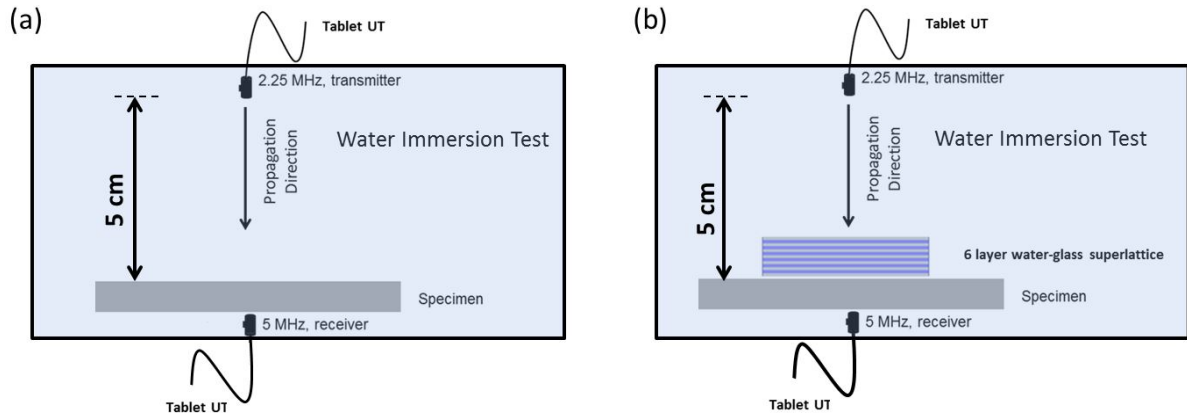 (a)
Tablet UT
2.25 MHz, transmitter
Water Immersion Test
Propagation
Direction
5 cm
Specimen
5 MHz, receiver
Tablet UT
(b)
Tablet UT
2.25 MHz, transmitter
Water Immersion Test
Propagation
Direction
5 cm
6 layer water-glass superlattice
Specimen
5 MHz, receiver
Tablet UT